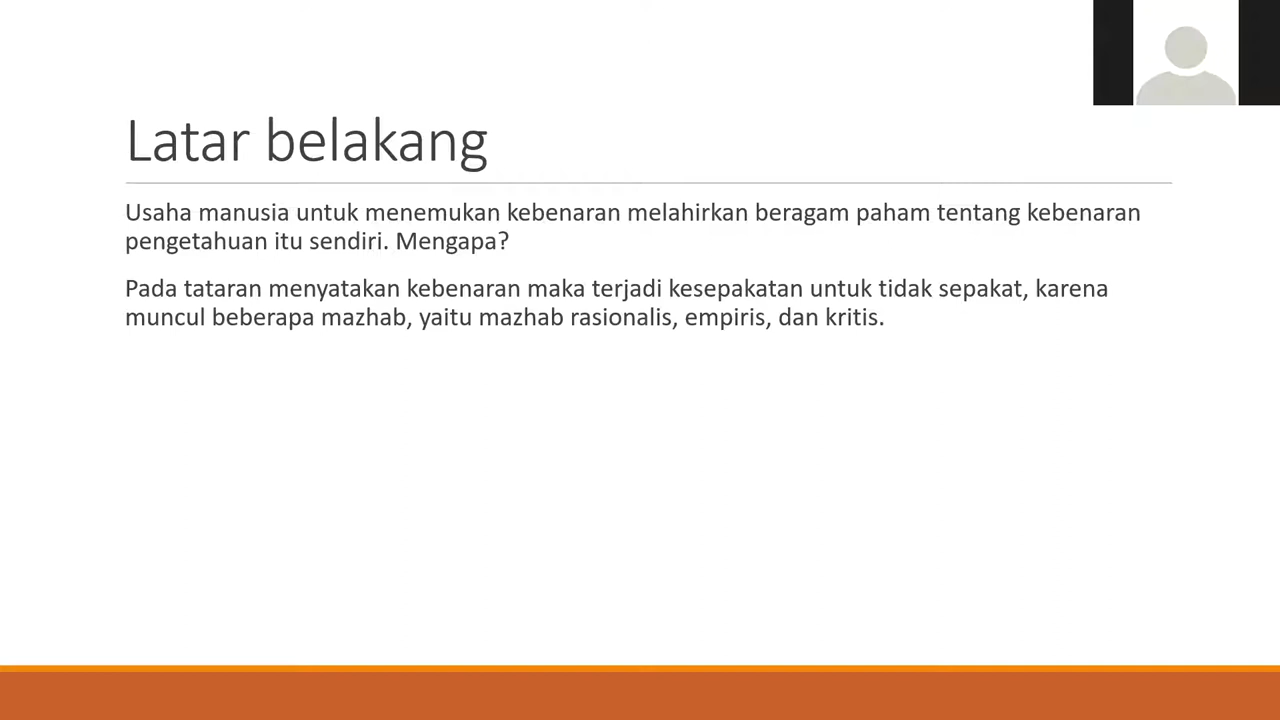 Latar belakang
Usaha manusia untuk menemukan kebenaran melahirkan beragam paham tentang kebenaran
pengetahuan itu sendiri. Mengapa?
Pada tataran menyatakan kebenaran maka terjadi kesepakatan untuk tidak sepakat, karena
muncul beberapa mazhab, yaitu mazhab rasionalis, empiris, dan kritis.